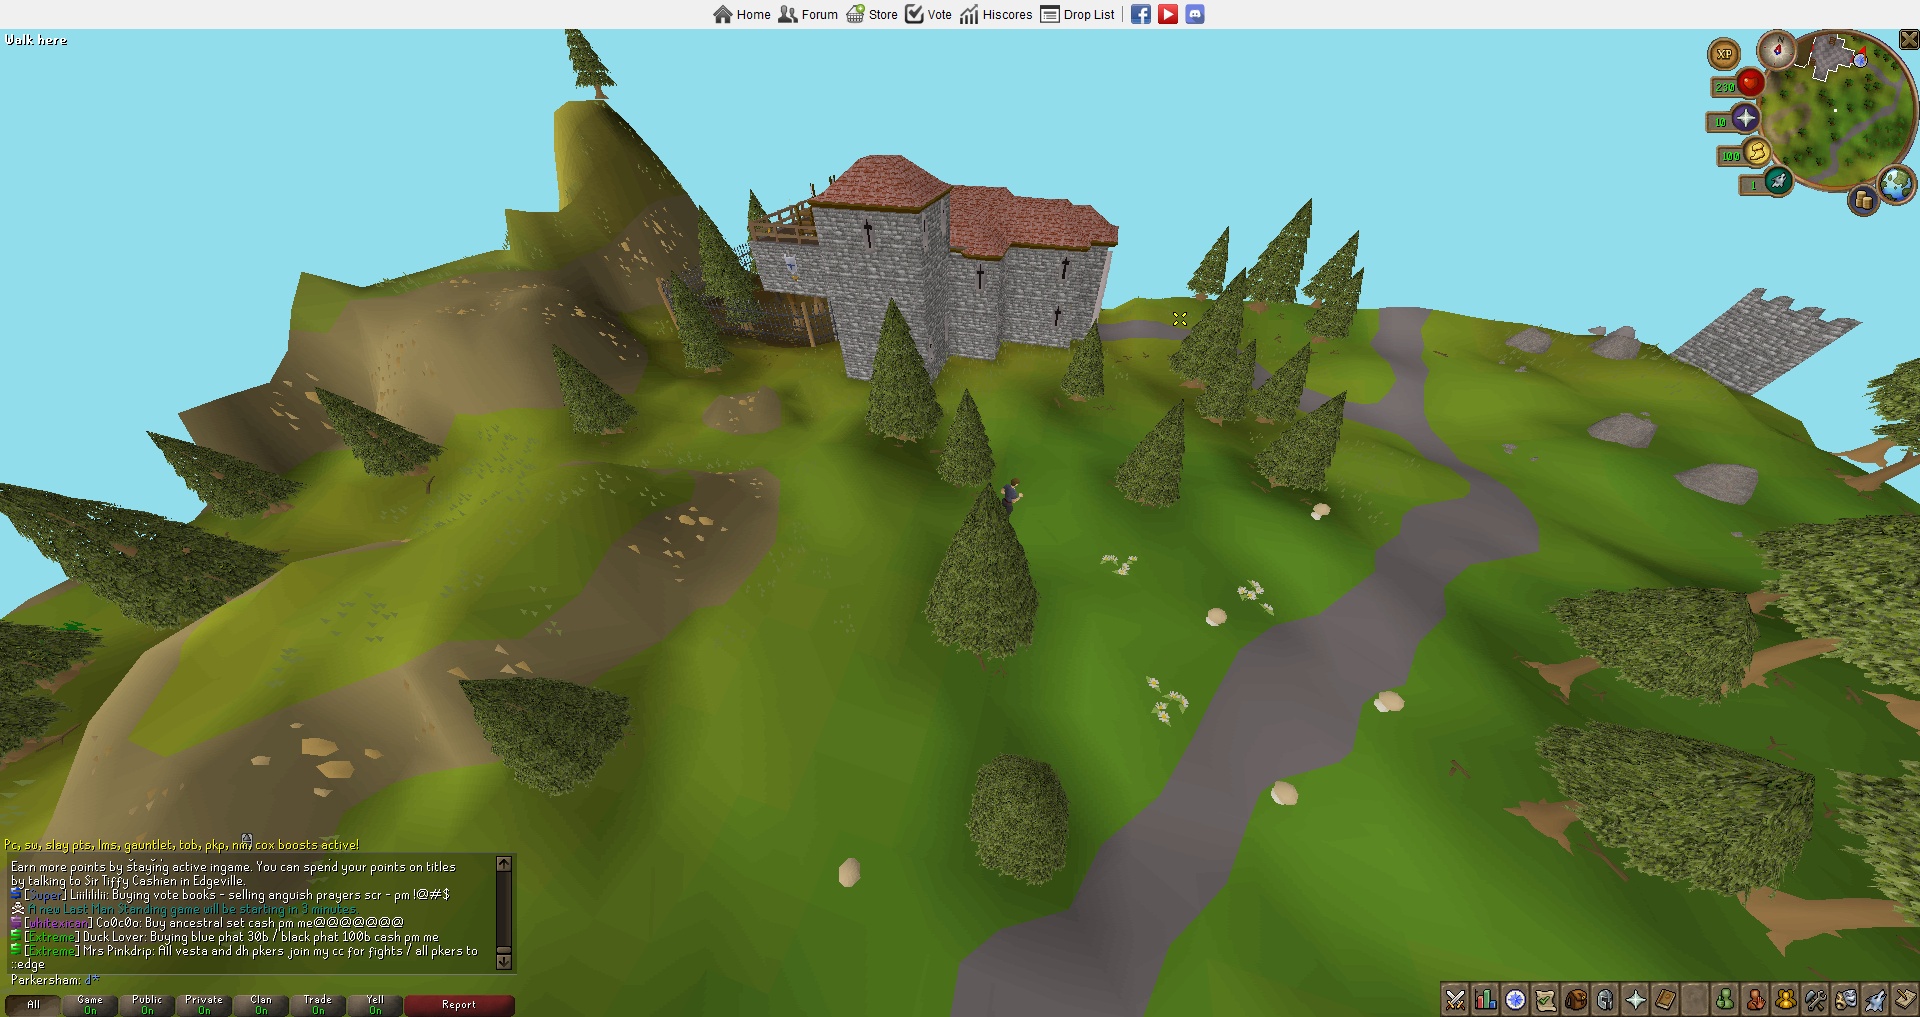 Home Forum Store Vote Hiscores Drop List
Walk here
XP
N
230
10
100
1
Pc, sw, slay pts, lms, gauntlet, tob, pkp, nm, cox boosts active!
Earn more points by staying active ingame. You can spend your points on titles
by talking to Sir Tiffy Cashien in Edgeville.
[Super] Liiilililii: Buying vote books - selling anguish prayers scr - pm !@#$
A new Last Man Standing game will be starting in 3 minutes.
[Whitexican] Co0c0o: Buy ancestral set cash pm me@@@@@@@
[Extreme] Duck Lover: Buying blue phat 30b / black phat 100b cash pm me
[Extreme] Mrs Pinkdrip: All vesta and dh pkers join my cc for fights / all pkers to
::edge
Parkersham: d*
All Game On Public On Private On Clan On Trade On Yell On Report